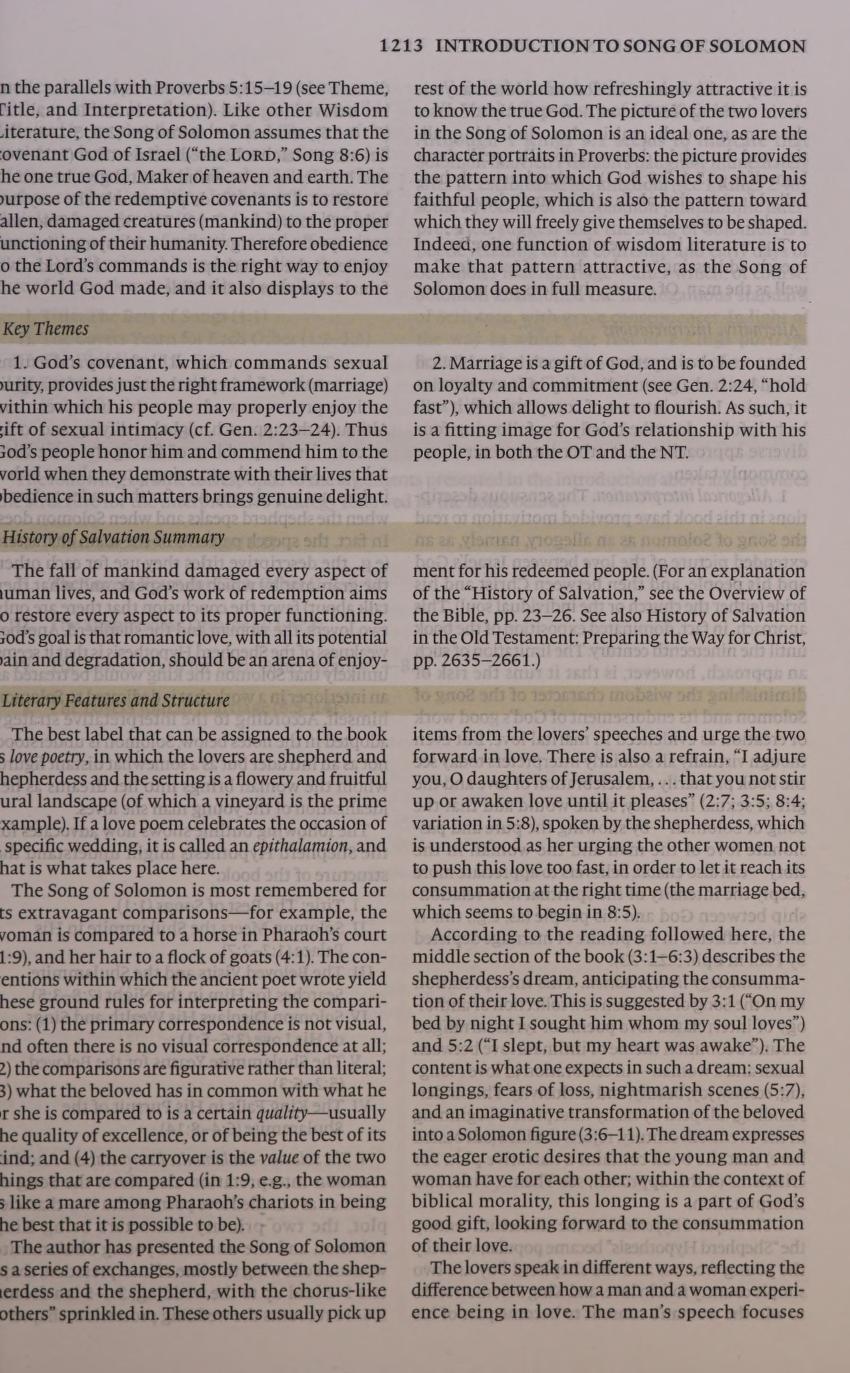 1213 INTRODUCTION TO SONG OF SOLOMON
n the parallels with Proverbs 5:15–19 (see Theme,
Title, and Interpretation). Like other Wisdom
Literature, the Song of Solomon assumes that the
covenant God of Israel (“the LORD,” Song 8:6) is
he one true God, Maker of heaven and earth. The
purpose of the redemptive covenants is to restore
allen, damaged creatures (mankind) to the proper
unctioning of their humanity. Therefore obedience
o the Lord’s commands is the right way to enjoy
he world God made, and it also displays to the
rest of the world how refreshingly attractive it is
to know the true God. The picture of the two lovers
in the Song of Solomon is an ideal one, as are the
character portraits in Proverbs: the picture provides
the pattern into which God wishes to shape his
faithful people, which is also the pattern toward
which they will freely give themselves to be shaped.
Indeed, one function of wisdom literature is to
make that pattern attractive, as the Song of
Solomon does in full measure.
Key Themes
1. God’s covenant, which commands sexual
purity, provides just the right framework (marriage)
within which his people may properly enjoy the
gift of sexual intimacy (cf. Gen. 2:23–24). Thus
God’s people honor him and commend him to the
world when they demonstrate with their lives that
obedience in such matters brings genuine delight.
2. Marriage is a gift of God, and is to be founded
on loyalty and commitment (see Gen. 2:24, “hold
fast”), which allows delight to flourish. As such, it
is a fitting image for God’s relationship with his
people, in both the OT and the NT.
History of Salvation Summary
The fall of mankind damaged every aspect of
human lives, and God’s work of redemption aims
o restore every aspect to its proper functioning.
God’s goal is that romantic love, with all its potential
pain and degradation, should be an arena of enjoy-
ment for his redeemed people. (For an explanation
of the “History of Salvation,” see the Overview of
the Bible, pp. 23–26. See also History of Salvation
in the Old Testament: Preparing the Way for Christ,
pp. 2635–2661.)
Literary Features and Structure
The best label that can be assigned to the book
s love poetry, in which the lovers are shepherd and
hepherdess and the setting is a flowery and fruitful
ural landscape (of which a vineyard is the prime
xample). If a love poem celebrates the occasion of
specific wedding, it is called an epithalamion, and
hat is what takes place here.
The Song of Solomon is most remembered for
ts extravagant comparisons—for example, the
woman is compared to a horse in Pharaoh’s court
1:9), and her hair to a flock of goats (4:1). The con-
entions within which the ancient poet wrote yield
hese ground rules for interpreting the compari-
ons: (1) the primary correspondence is not visual,
nd often there is no visual correspondence at all;
2) the comparisons are figurative rather than literal;
3) what the beloved has in common with what he
r she is compared to is a certain quality—usually
he quality of excellence, or of being the best of its
kind; and (4) the carryover is the value of the two
hings that are compared (in 1:9, e.g., the woman
s like a mare among Pharaoh’s chariots in being
he best that it is possible to be).
The author has presented the Song of Solomon
s a series of exchanges, mostly between the shep-
herdess and the shepherd, with the chorus-like
others” sprinkled in. These others usually pick up
items from the lovers’ speeches and urge the two
forward in love. There is also a refrain, “I adjure
you, O daughters of Jerusalem, . . . that you not stir
up or awaken love until it pleases” (2:7; 3:5; 8:4;
variation in 5:8), spoken by the shepherdess, which
is understood as her urging the other women not
to push this love too fast, in order to let it reach its
consummation at the right time (the marriage bed,
which seems to begin in 8:5).
According to the reading followed here, the
middle section of the book (3:1–6:3) describes the
shepherdess’s dream, anticipating the consumma-
tion of their love. This is suggested by 3:1 (“On my
bed by night I sought him whom my soul loves”)
and 5:2 (“I slept, but my heart was awake”). The
content is what one expects in such a dream: sexual
longings, fears of loss, nightmarish scenes (5:7),
and an imaginative transformation of the beloved
into a Solomon figure (3:6–11). The dream expresses
the eager erotic desires that the young man and
woman have for each other; within the context of
biblical morality, this longing is a part of God’s
good gift, looking forward to the consummation
of their love.
The lovers speak in different ways, reflecting the
difference between how a man and a woman experi-
ence being in love. The man’s speech focuses